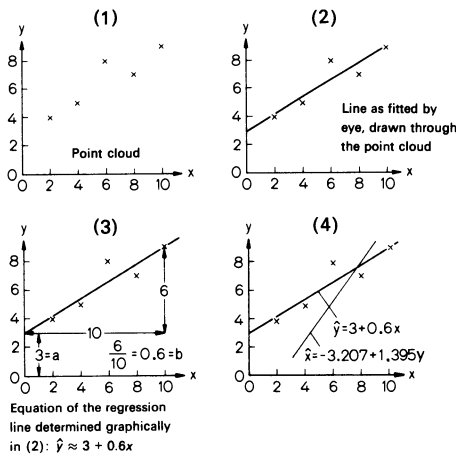 (1)
y
8
6
4
2
0
Point cloud
0 2 4 6 8 10 x
(2)
y
8
6
4
2
0
Line as fitted by
eye, drawn through
the point cloud
0 2 4 6 8 10 x
(3)
y
8
6
4
2
0
6
10
3=a
6/10=0.6=b
0 2 4 6 8 10 x
Equation of the regression
line determined graphically
in (2): ŷ ≈ 3 + 0.6x
(4)
y
8
6
4
2
0
ŷ=3+0.6x
x̂=-3.207+1.395y
0 2 4 6 8 10 x